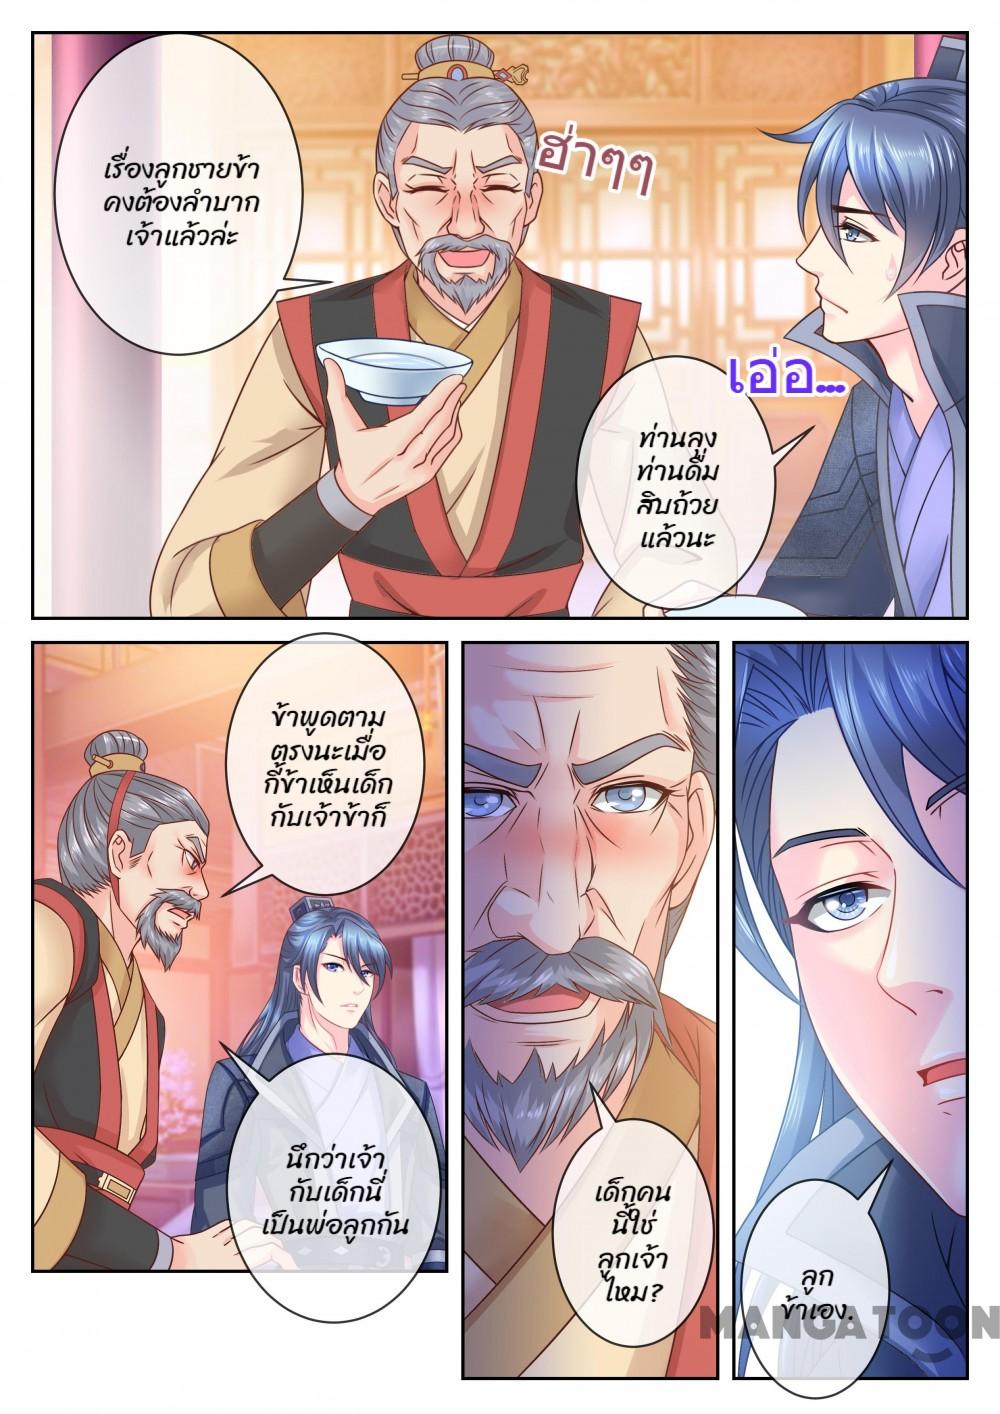 เรื่องลูกชายข้า
คงต้องลำบาก
เจ้าแล้วล่ะ
ฮ่าๆๆ
เอ่อ...
ท่านลุง
ท่านดื่ม
สิบถ้วย
แล้วนะ
ข้าพูดตาม
ตรงนะเมื่อ
กี้ข้าเห็นเด็ก
กับเจ้าข้าก็
นึกว่าเจ้า
กับเด็กนี่
เป็นพ่อลูกกัน
เด็กคน
นี้ใช่
ลูกเจ้า
ไหม?
ลูก
ข้าเอง.
MANGATOON